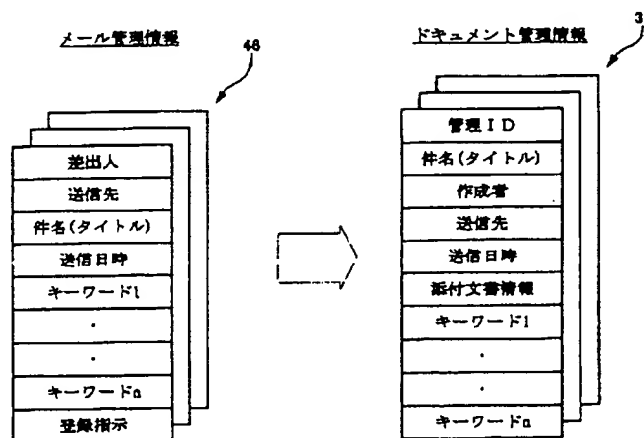 メール管理情報
46
差出人
送信先
件名(タイトル)
送信日時
キーワード1
・
・
キーワードn
登録指示
ドキュメント管理情報
3
管理ID
件名(タイトル)
作成者
送信先
送信日時
添付文書情報
キーワード1
・
・
キーワードn